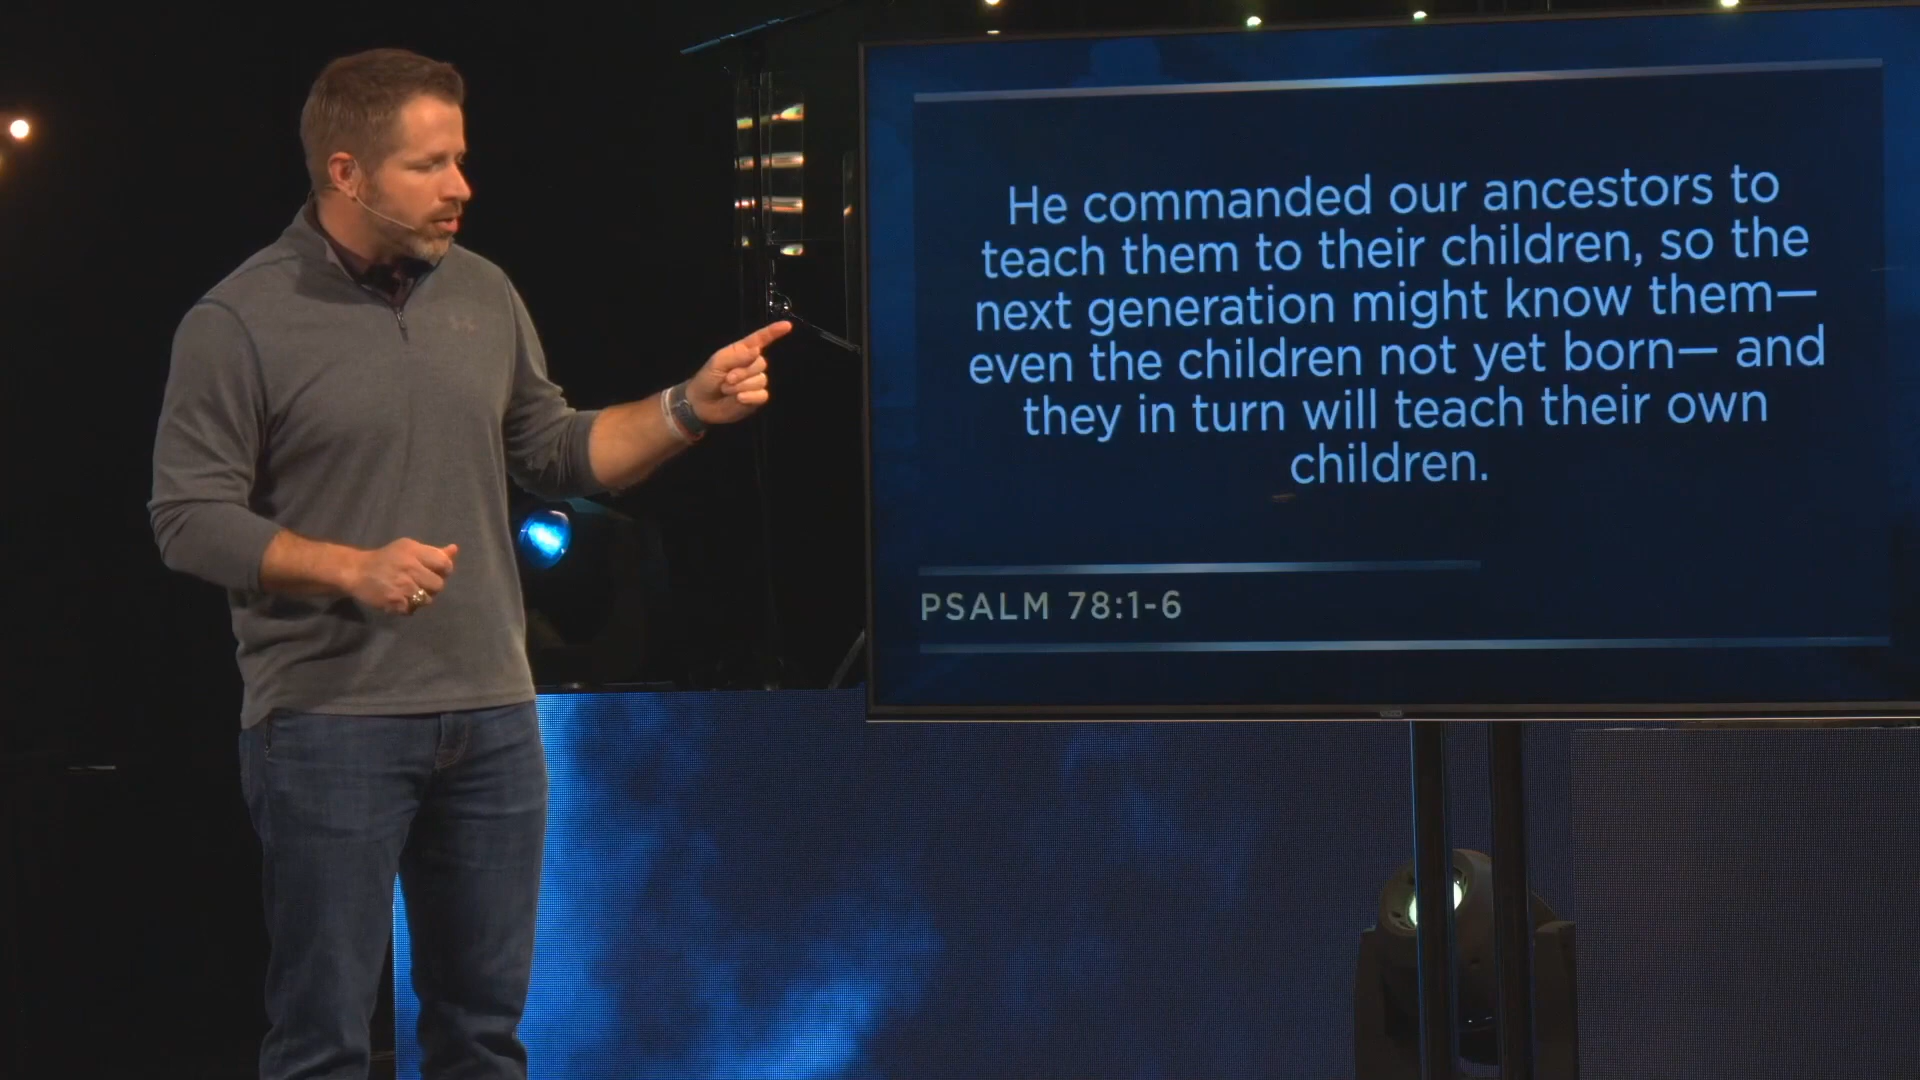 He commanded our ancestors to
teach them to their children, so the
next generation might know them—
even the children not yet born— and
they in turn will teach their own
children.
PSALM 78:1-6